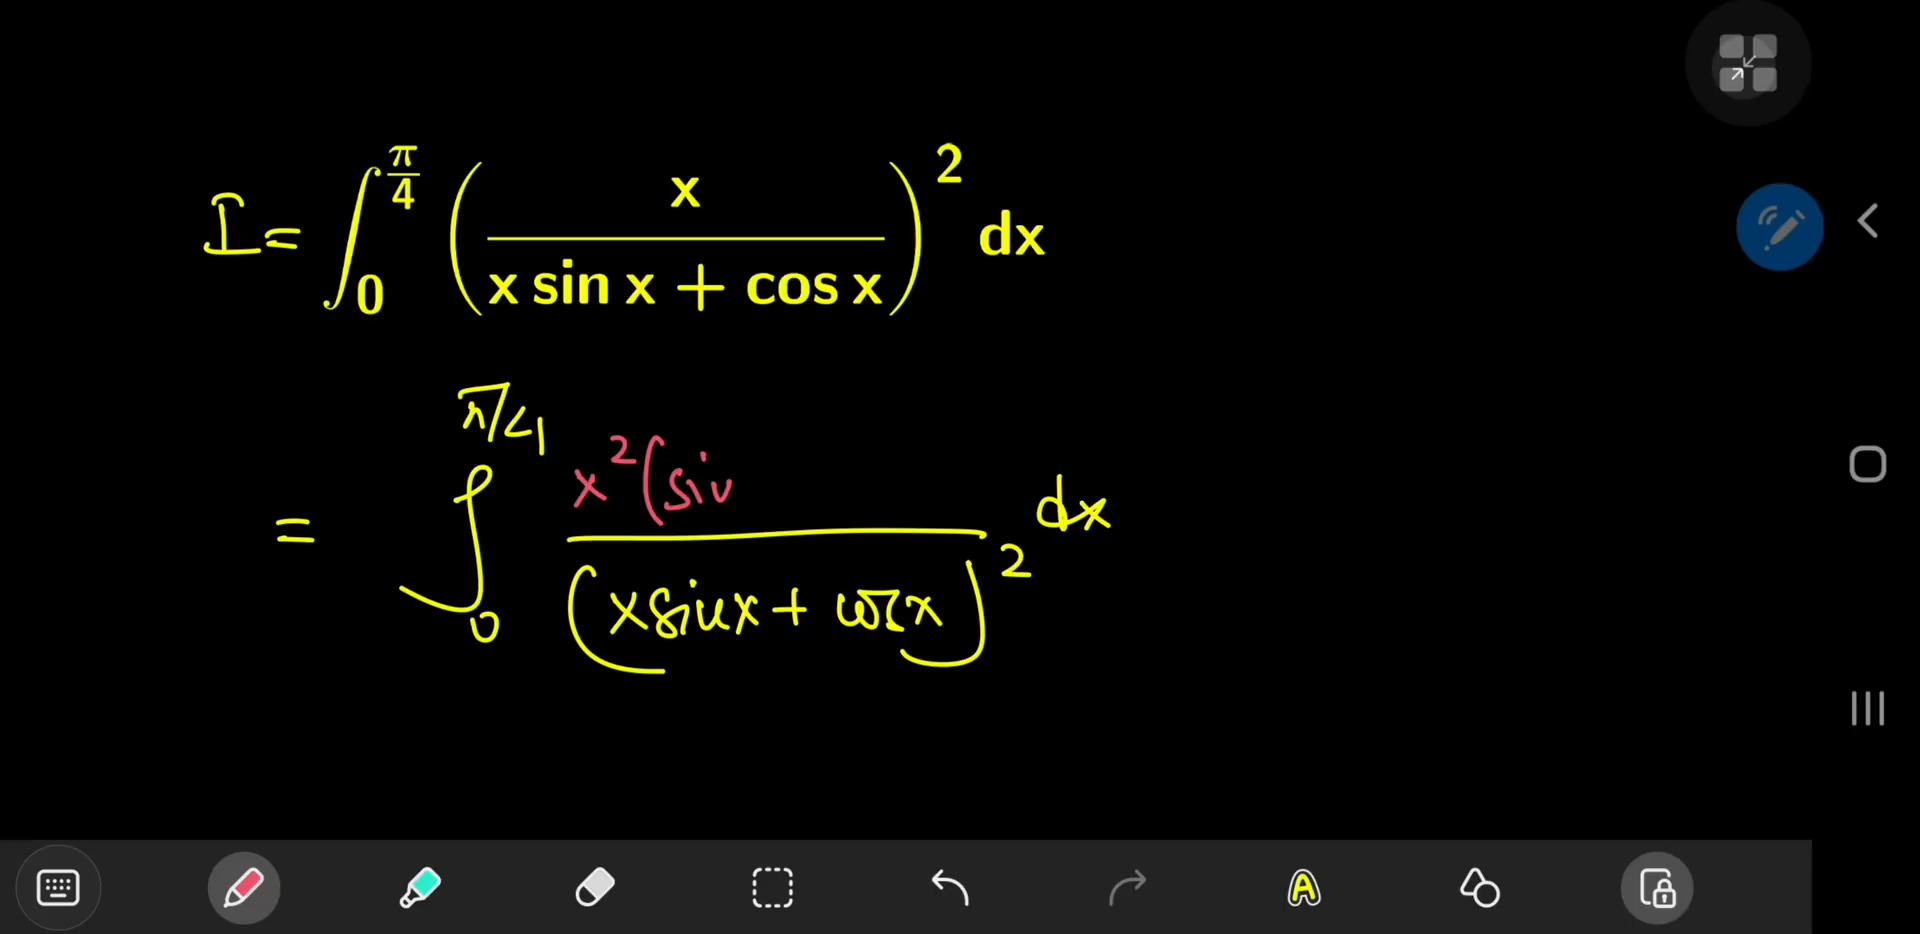 I = ∫₀^(π/4) ( x / (x sin x + cos x) )² dx
= ∫₀^(π/4) x² (sin / (x sin x + cos x)² dx
A